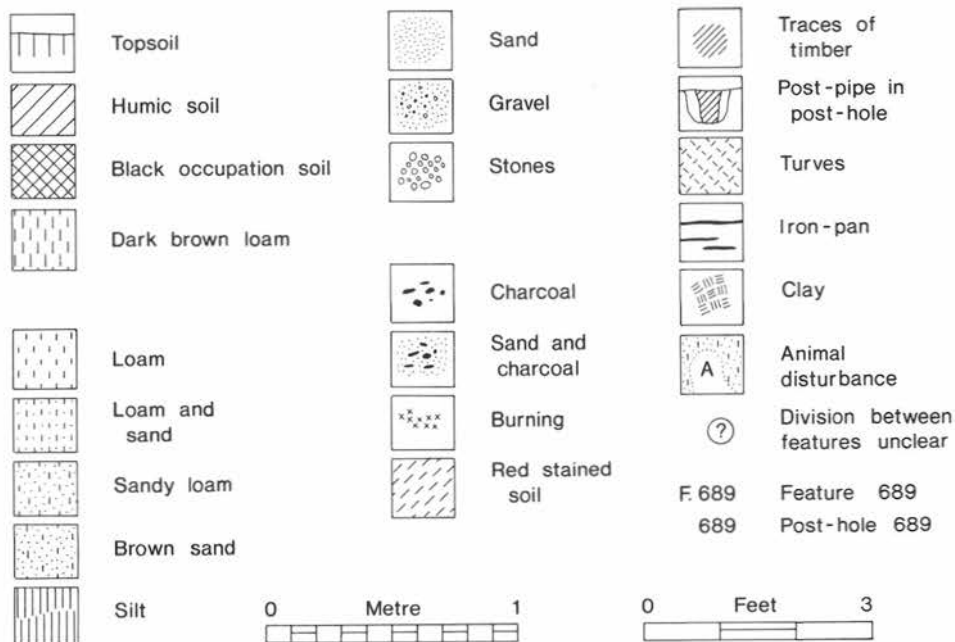 Topsoil
Humic soil
Black occupation soil
Dark brown loam
Loam
Loam and
sand
Sandy loam
Brown sand
Silt
Sand
Gravel
Stones
Charcoal
Sand and
charcoal
Burning
Red stained
soil
Traces of
timber
Post-pipe in
post-hole
Turves
Iron-pan
Clay
A
Animal
disturbance
?
Division between
features unclear
F. 689 Feature 689
689 Post-hole 689
0 Metre 1
0 Feet 3